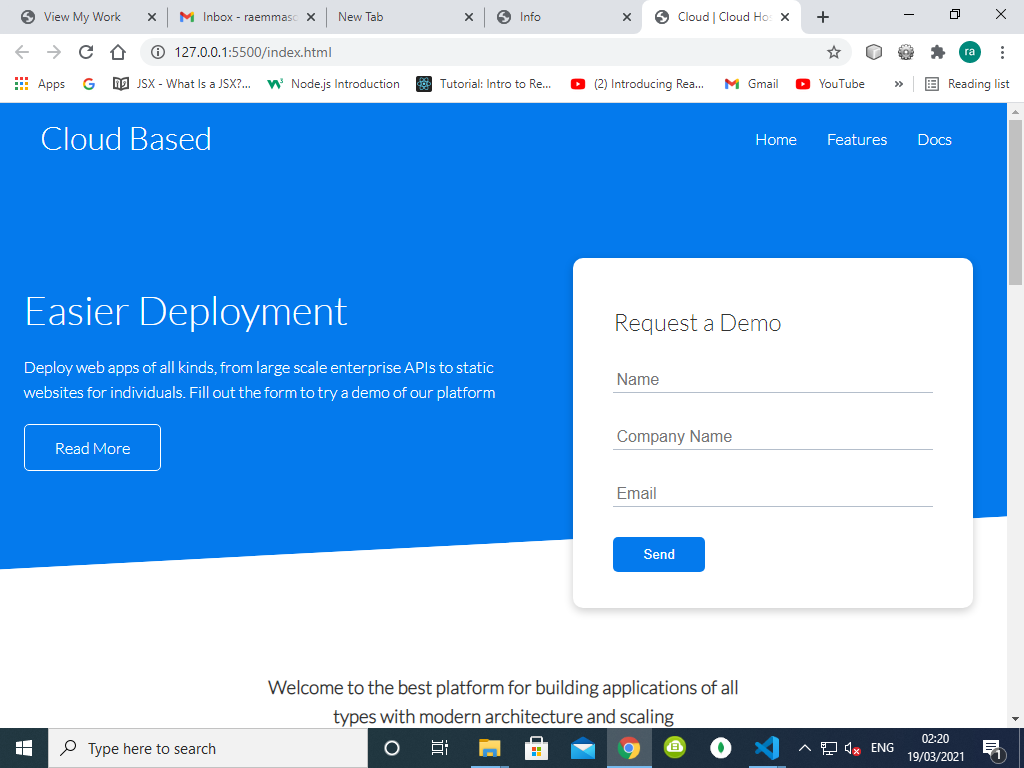 View My Work
Inbox - raemmasc
New Tab
Info
Cloud | Cloud Hos
127.0.0.1:5500/index.html
ra
Apps
G
JSX - What Is a JSX?...
Node.js Introduction
Tutorial: Intro to Re...
(2) Introducing Rea...
Gmail
YouTube
»
Reading list
Cloud Based
Home
Features
Docs
Easier Deployment
Deploy web apps of all kinds, from large scale enterprise APIs to static
websites for individuals. Fill out the form to try a demo of our platform
Read More
Request a Demo
Name
Company Name
Email
Send
Welcome to the best platform for building applications of all
types with modern architecture and scaling
Type here to search
ENG
02:20
19/03/2021
1